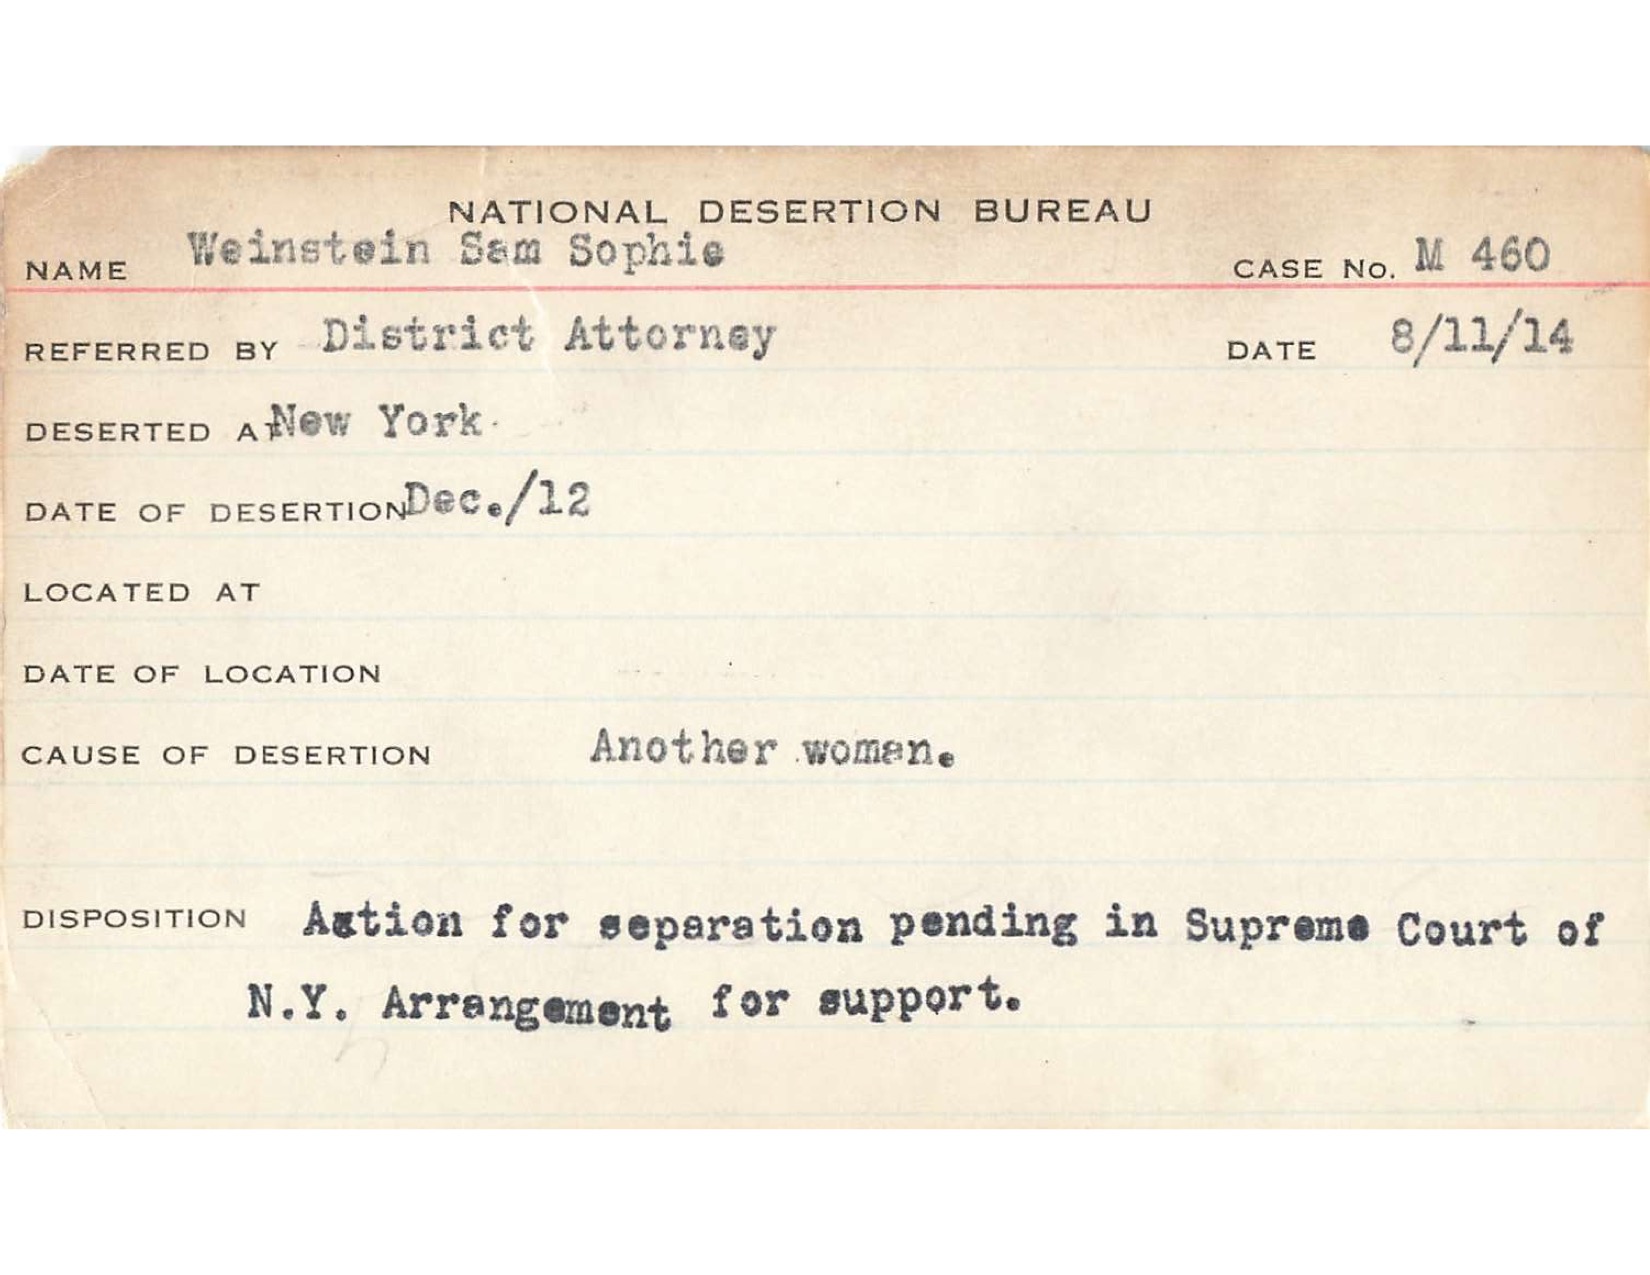 NATIONAL DESERTION BUREAU
NAME Weinstein Sam Sophie CASE No. M 460
REFERRED BY District Attorney DATE 8/11/14
DESERTED AT New York.
DATE OF DESERTION Dec./12
LOCATED AT
DATE OF LOCATION
CAUSE OF DESERTION Another woman.
DISPOSITION Action for separation pending in Supreme Court of
N.Y. Arrangement for support.